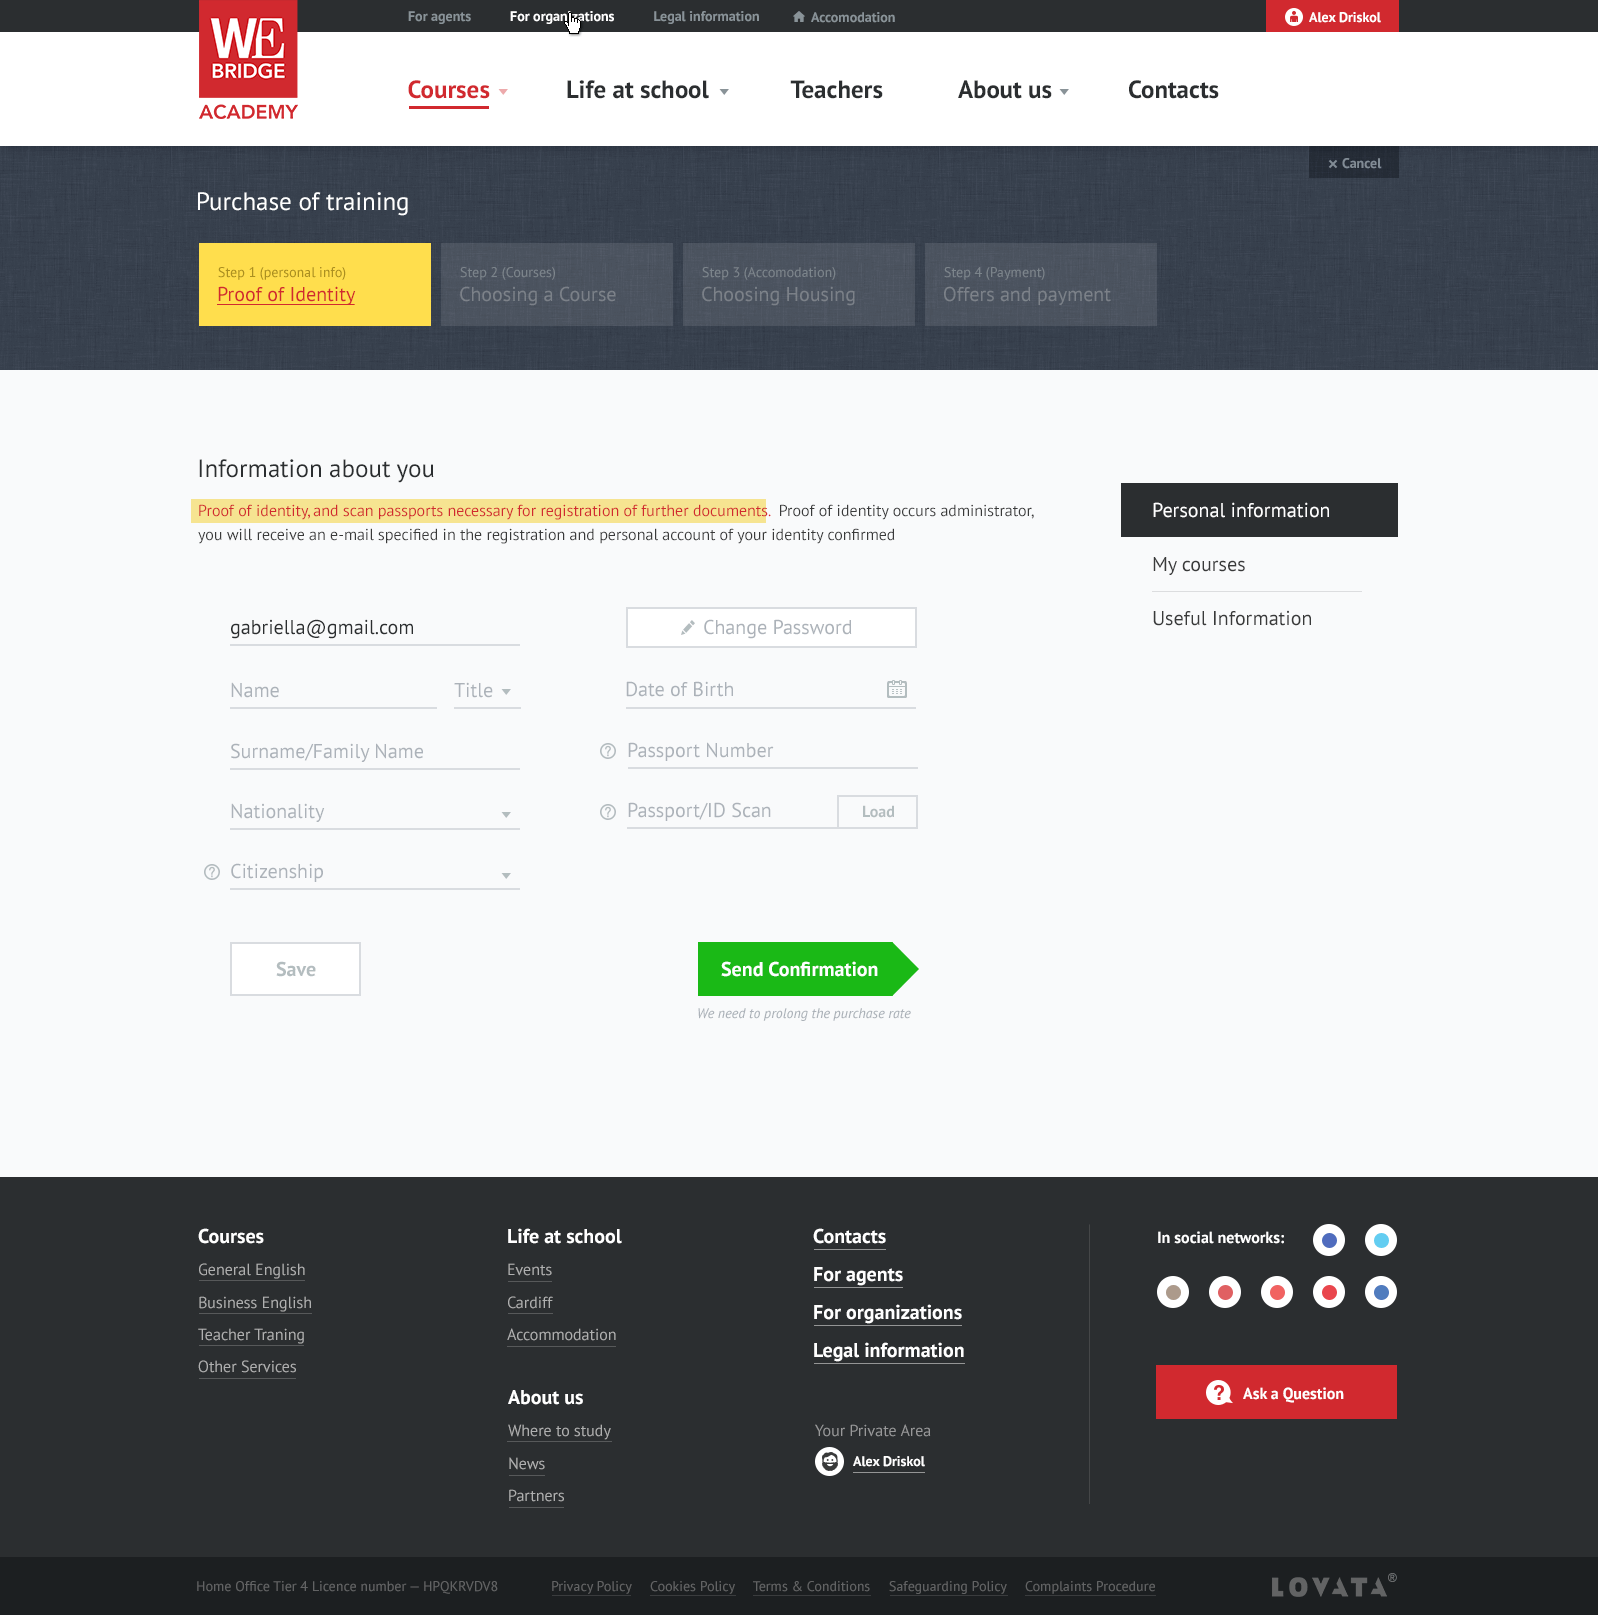 For agents
For organizations
Legal information
Accomodation
Alex Driskol
WE
BRIDGE
ACADEMY
Courses
Life at school
Teachers
About us
Contacts
× Cancel
Purchase of training
Step 1 (personal info)
Proof of Identity
Step 2 (Courses)
Choosing a Course
Step 3 (Accomodation)
Choosing Housing
Step 4 (Payment)
Offers and payment
Information about you
Proof of identity, and scan passports necessary for registration of further documents. Proof of identity occurs administrator,
you will receive an e-mail specified in the registration and personal account of your identity confirmed
Personal information
My courses
Useful Information
gabriella@gmail.com
Change Password
Name
Title
Date of Birth
Surname/Family Name
? Passport Number
Nationality
? Passport/ID Scan
Load
? Citizenship
Save
Send Confirmation
We need to prolong the purchase rate
Courses
General English
Business English
Teacher Traning
Other Services
Life at school
Events
Cardiff
Accommodation
About us
Where to study
News
Partners
Contacts
For agents
For organizations
Legal information
Your Private Area
Alex Driskol
In social networks:
? Ask a Question
Home Office Tier 4 Licence number — HPQKRVDV8
Privacy Policy
Cookies Policy
Terms & Conditions
Safeguarding Policy
Complaints Procedure
LOVATA®